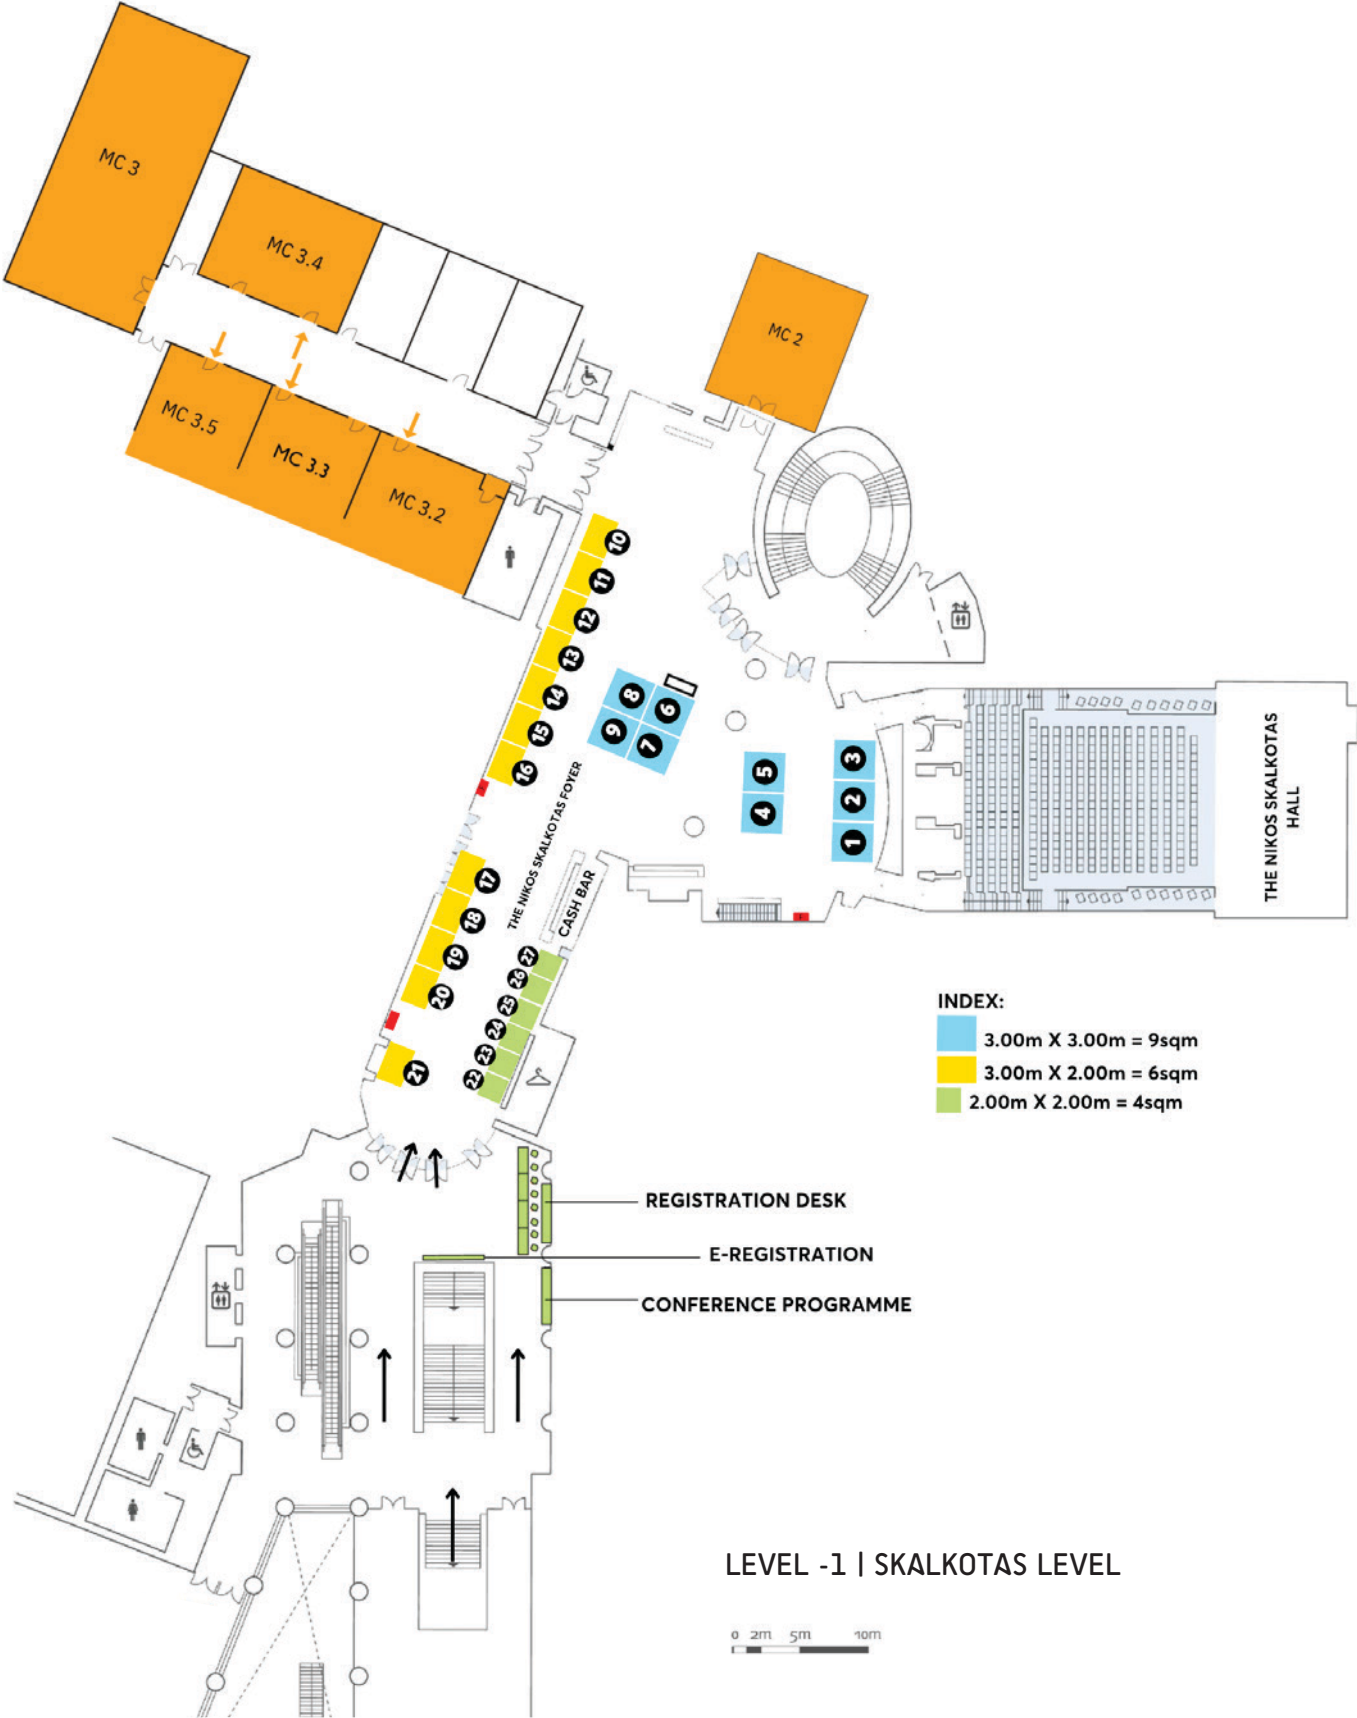 MC 3
MC 3.4
MC 2
MC 3.5
MC 3.3
MC 3.2
10
11
12
13
14
15
16
8
6
9
7
5
4
3
2
1
THE NIKOS SKALKOTAS
HALL
THE NIKOS SKALKOTAS FOYER
CASH BAR
17
18
19
20
21
27
26
25
24
23
22
INDEX:
3.00m X 3.00m = 9sqm
3.00m X 2.00m = 6sqm
2.00m X 2.00m = 4sqm
REGISTRATION DESK
E-REGISTRATION
CONFERENCE PROGRAMME
LEVEL -1 | SKALKOTAS LEVEL
0 2m 5m 10m